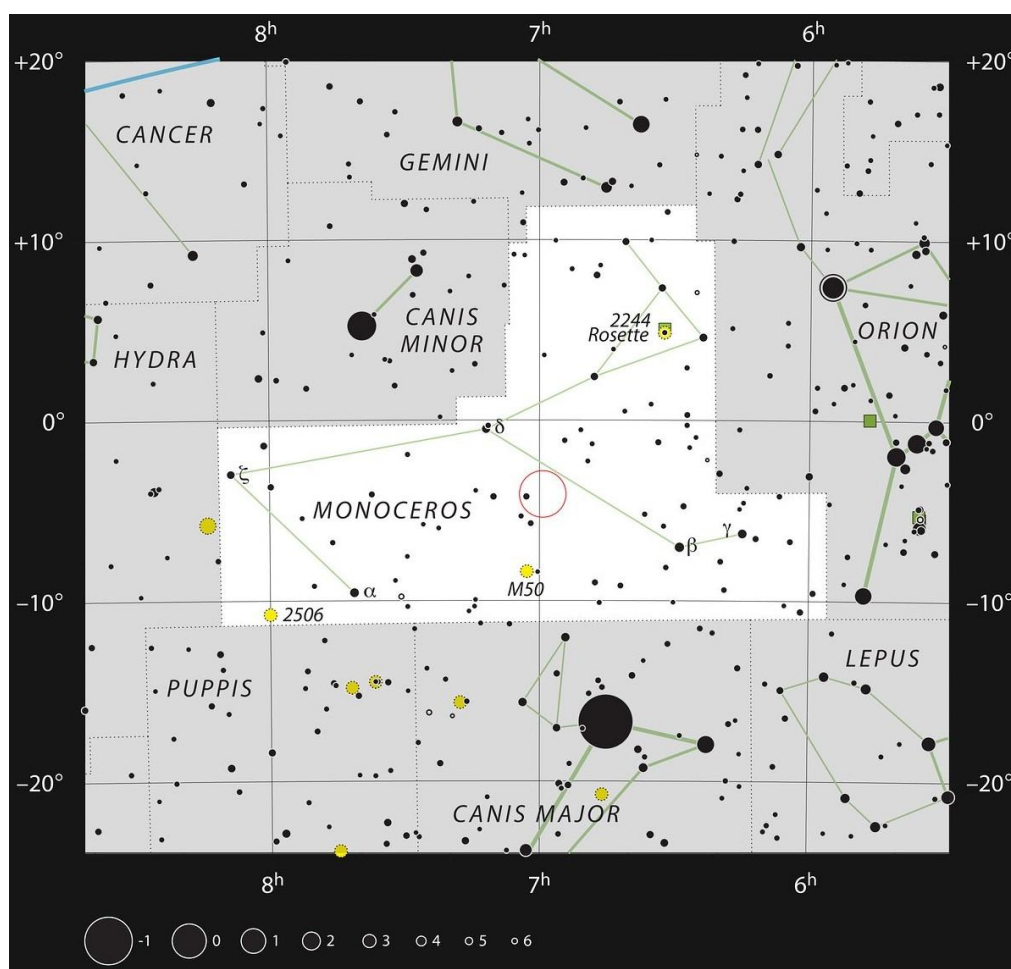 8h 7h 6h
+20° +20°
CANCER
GEMINI
+10° +10°
CANIS
MINOR
2244
Rosette
ORION
HYDRA
0° 0°
δ
ζ
MONOCEROS
γ
β
α
M50
−10° −10°
2506
LEPUS
PUPPIS
−20° −20°
CANIS MAJOR
8h 7h 6h
-1 0 1 2 3 4 5 6